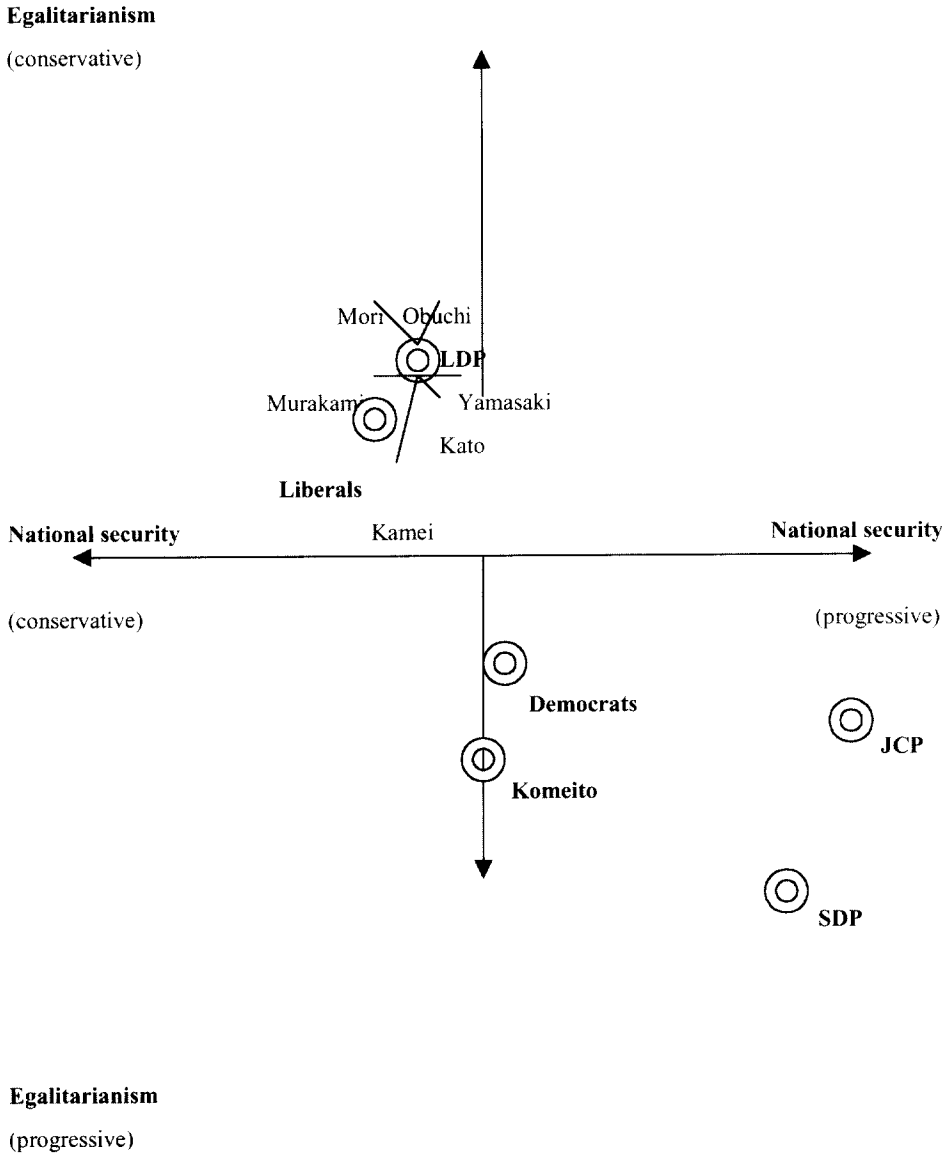 Egalitarianism
(conservative)
Mori Obuchi
LDP
Murakami Yamasaki
Kato
Liberals
National security Kamei National security
(conservative) (progressive)
Democrats
JCP
Komeito
SDP
Egalitarianism
(progressive)